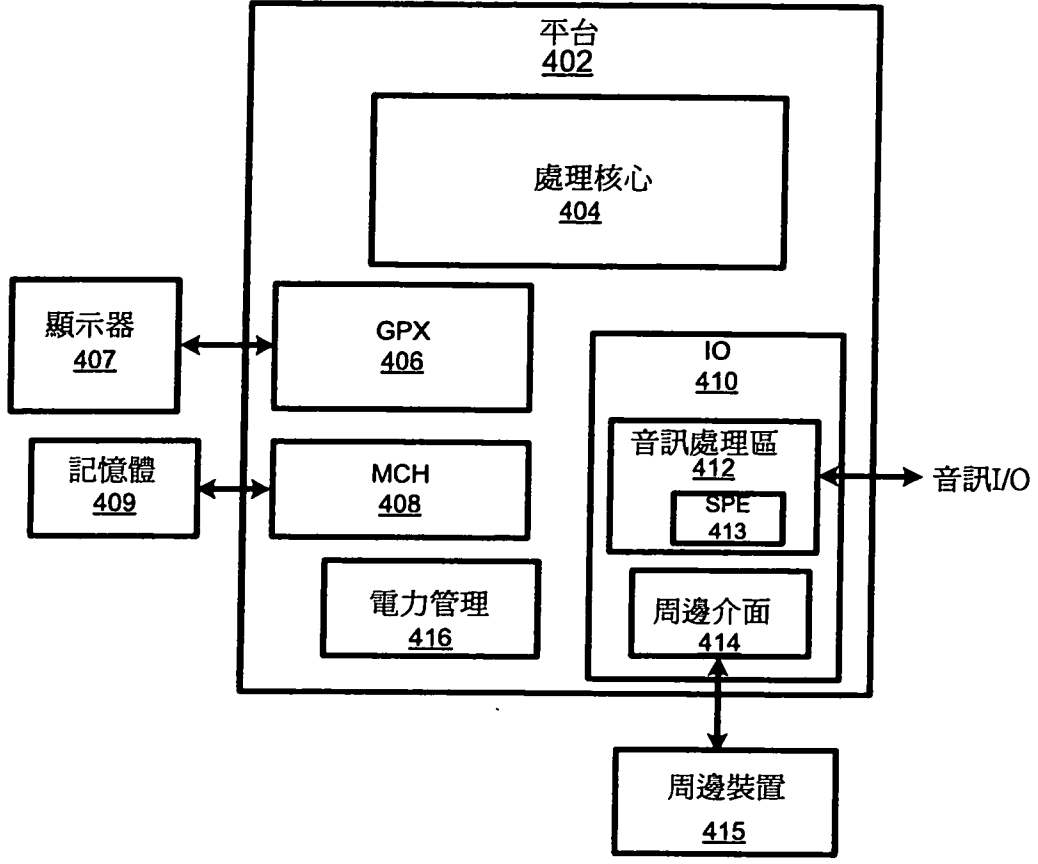 平台
402
處理核心
404
顯示器
407
GPX
406
IO
410
音訊處理區
412
SPE
413
音訊I/O
記憶體
409
MCH
408
電力管理
416
周邊介面
414
周邊裝置
415